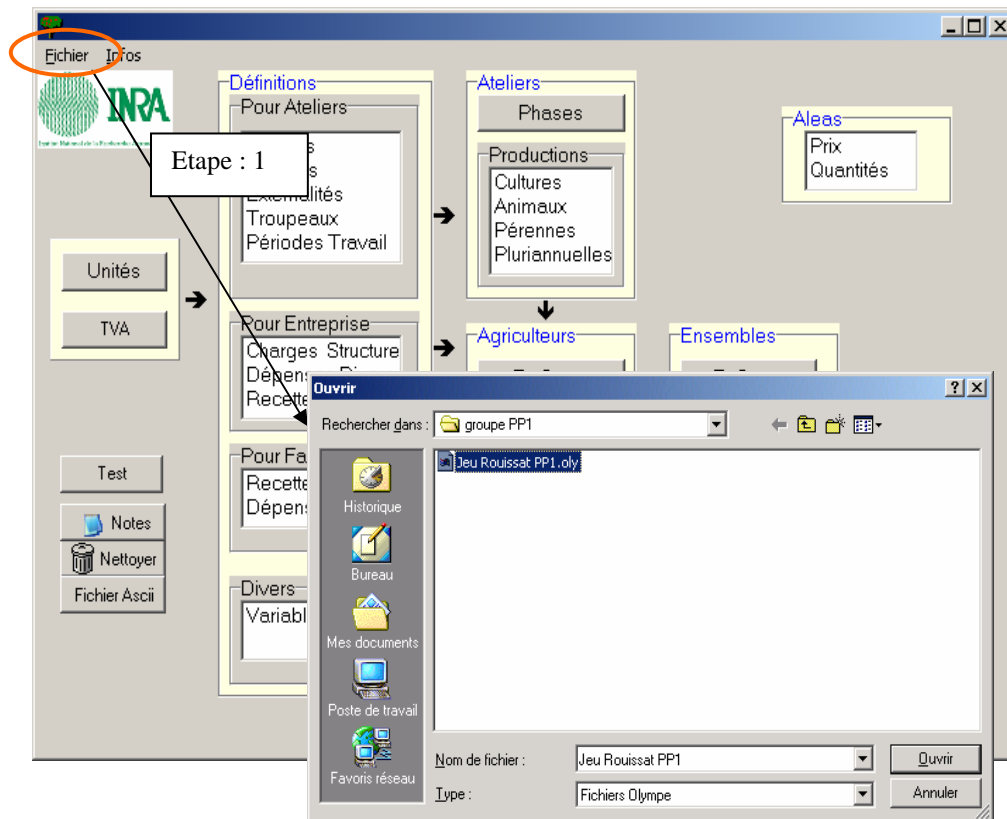 Fichier Infos
INRA
Etape : 1
Unités
TVA
Test
Notes
Nettoyer
Fichier Ascii
Définitions
Pour Ateliers
Externalités
Troupeaux
Périodes Travail
Pour Entreprise
Charges Structure
Divers
Ateliers
Phases
Productions
Cultures
Animaux
Pérennes
Pluriannuelles
Aleas
Prix
Quantités
Agriculteurs
Ensembles
Ouvrir
Rechercher dans :
groupe PP1
Jeu Rouissat PP1.oly
Historique
Bureau
Mes documents
Poste de travail
Favoris réseau
Nom de fichier :
Jeu Rouissat PP1
Ouvrir
Type :
Fichiers Olympe
Annuler